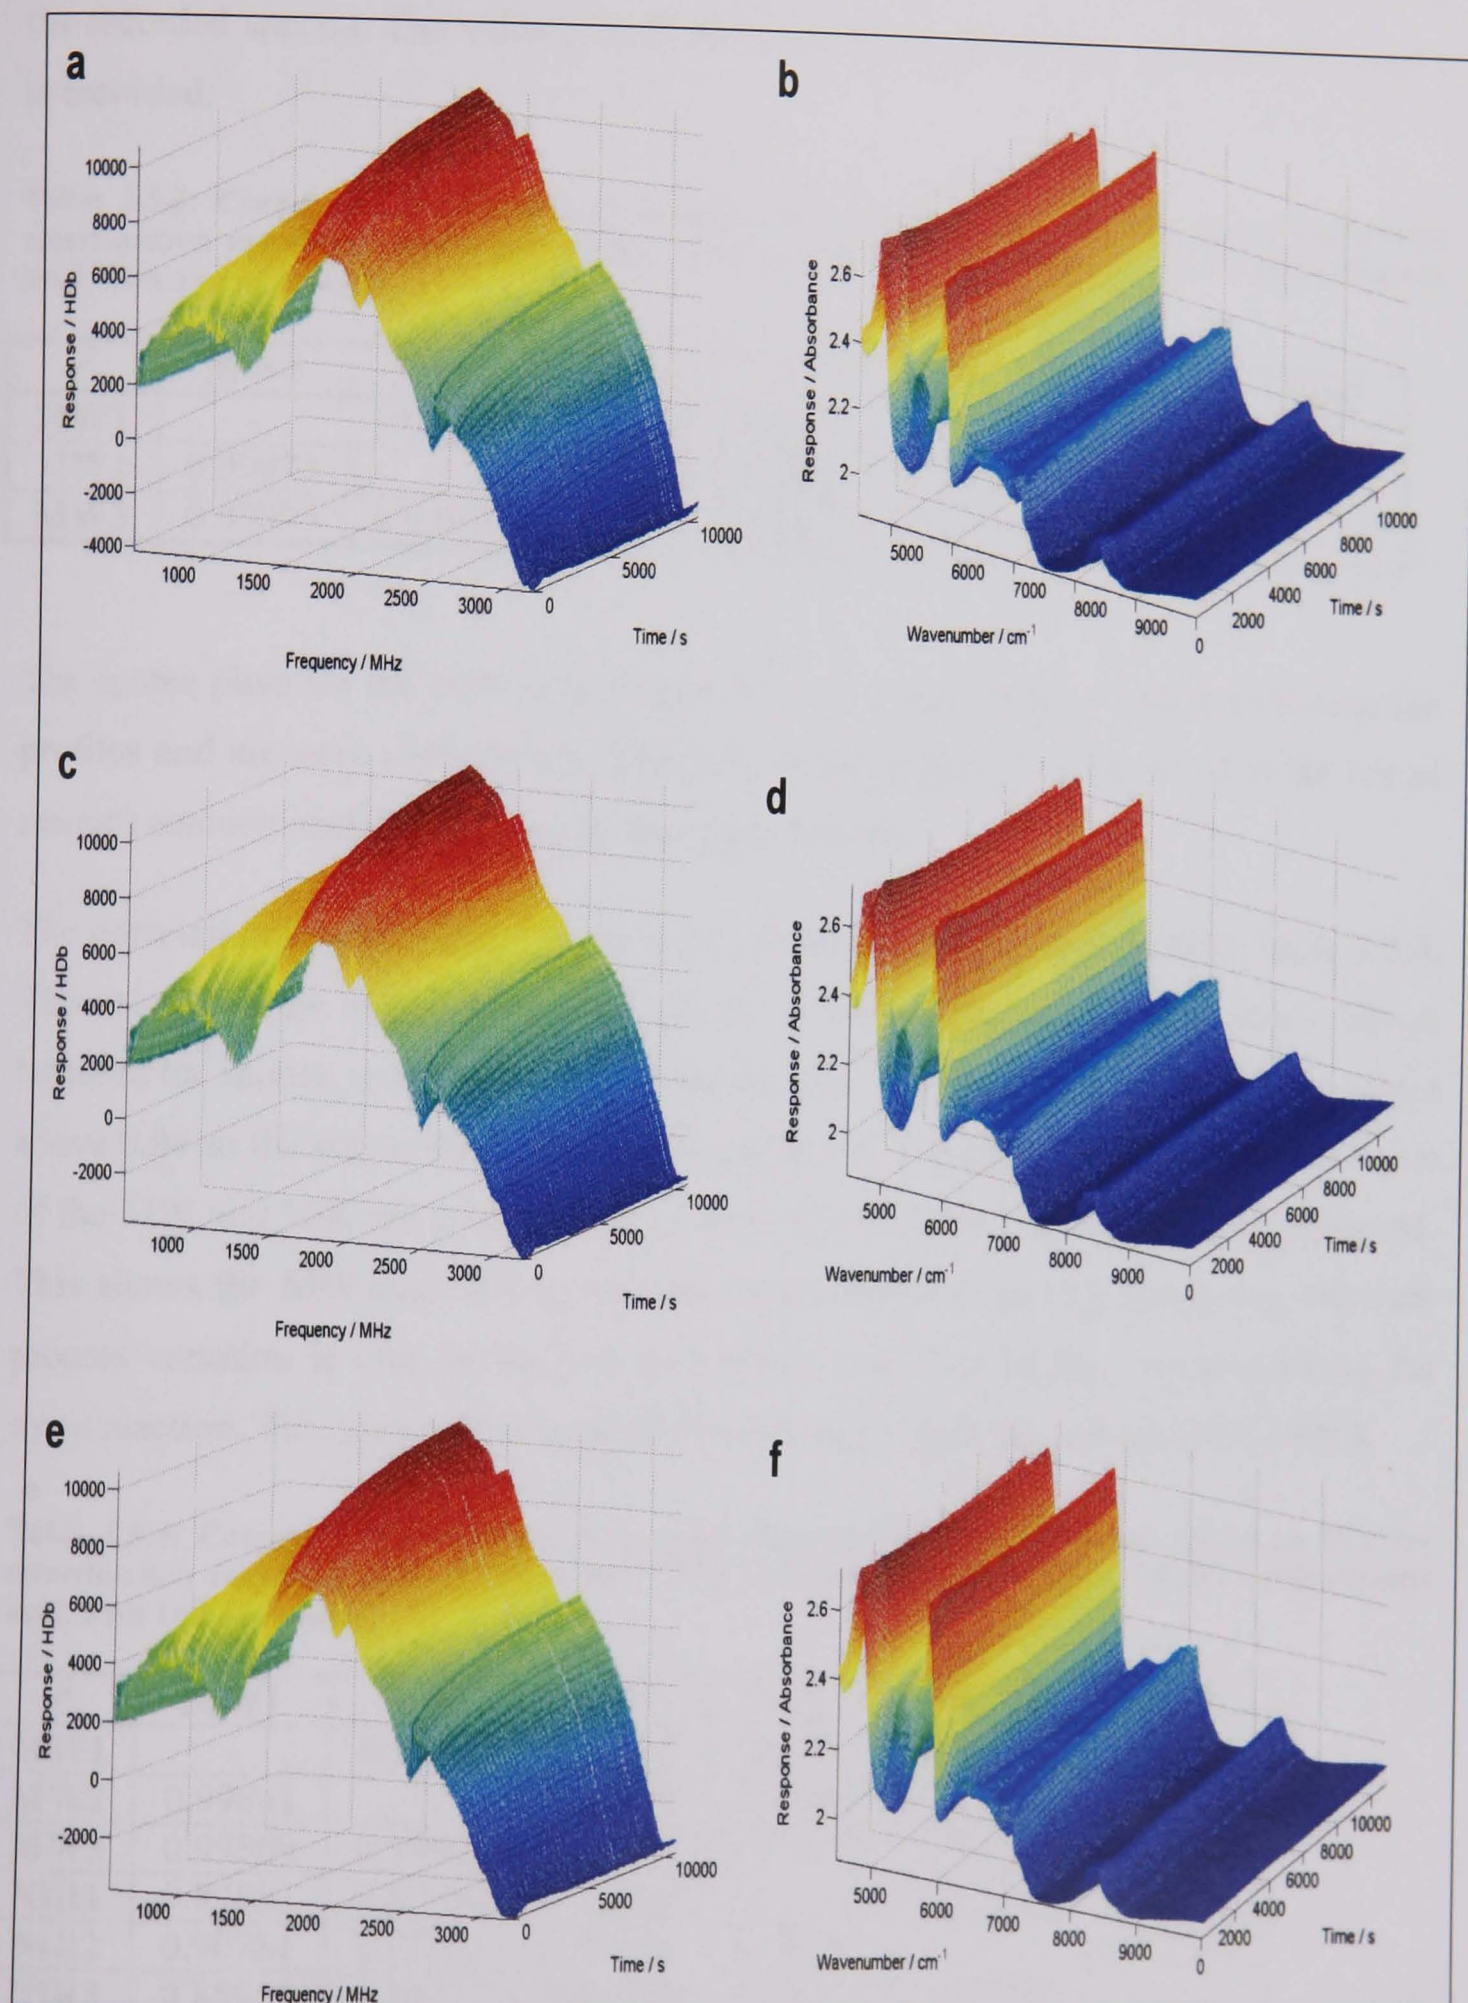 a
10000
8000
6000
4000
2000
0
-2000
-4000
Response / HDb
1000 1500 2000 2500 3000
0 5000 10000
Time / s
Frequency / MHz
b
2.6
2.4
2.2
2
Response / Absorbance
5000 6000 7000 8000 9000
0 2000 4000 6000 8000 10000
Time / s
Wavenumber / cm⁻¹
c
10000
8000
6000
4000
2000
0
-2000
Response / HDb
1000 1500 2000 2500 3000
0 5000 10000
Time / s
Frequency / MHz
d
2.6
2.4
2.2
2
Response / Absorbance
5000 6000 7000 8000 9000
0 2000 4000 6000 8000 10000
Time / s
Wavenumber / cm⁻¹
e
10000
8000
6000
4000
2000
0
-2000
Response / HDb
1000 1500 2000 2500 3000
0 5000 10000
Time / s
Frequency / MHz
f
2.6
2.4
2.2
2
Response / Absorbance
5000 6000 7000 8000 9000
0 2000 4000 6000 8000 10000
Time / s
Wavenumber / cm⁻¹